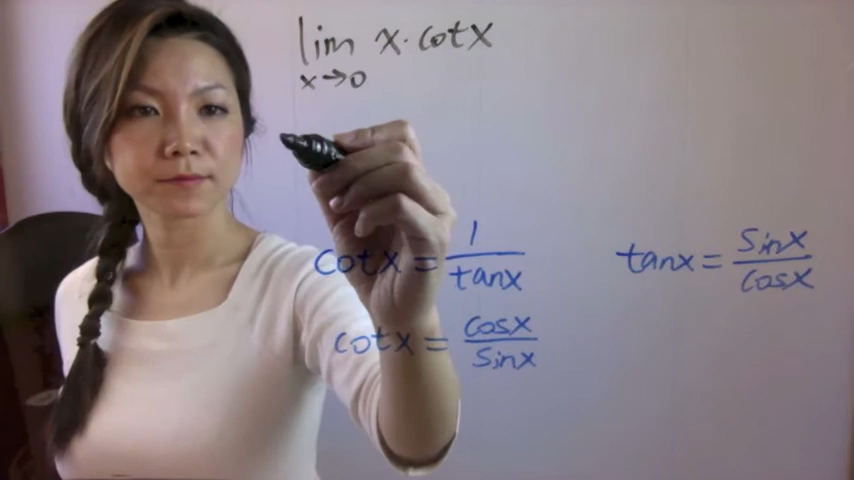 lim x·cotx
x→0
cotx = 1/tanx
tanx = sinx/cosx
cotx = cosx/sinx